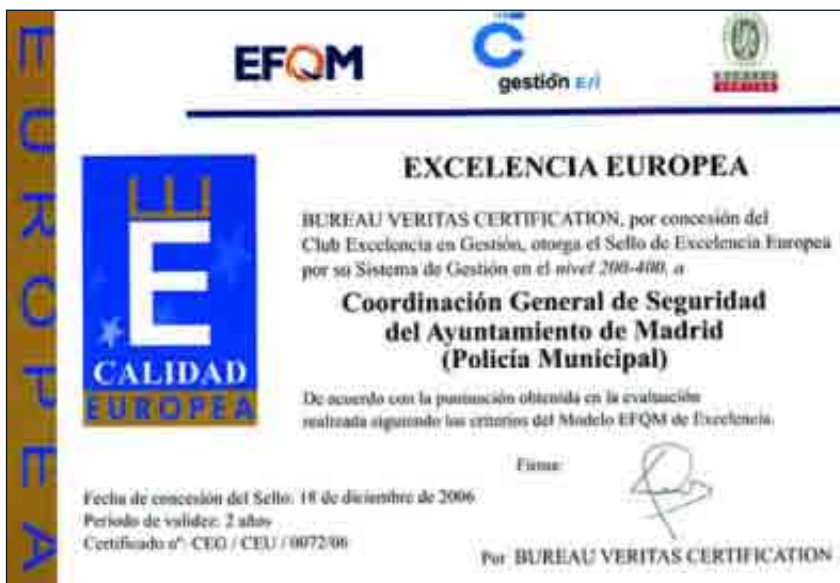 EUROPEA
EFQM
gestión
BUREAU
VERITAS
EXCELENCIA EUROPEA
BUREAU VERITAS CERTIFICATION, por concesión del
Club Excelencia en Gestión, otorga el Sello de Excelencia Europea
por su Sistema de Gestión en el nivel 200-400, a
Coordinación General de Seguridad
del Ayuntamiento de Madrid
(Policía Municipal)
E
CALIDAD
EUROPEA
De acuerdo con la puntuación obtenida en la evaluación
realizada siguiendo los criterios del Modelo EFQM de Excelencia.
Firma:
Fecha de concesión del Sello: 18 de diciembre de 2006
Periodo de validez: 2 años
Certificado nº: CEG / CEU / 0072/06
Por BUREAU VERITAS CERTIFICATION